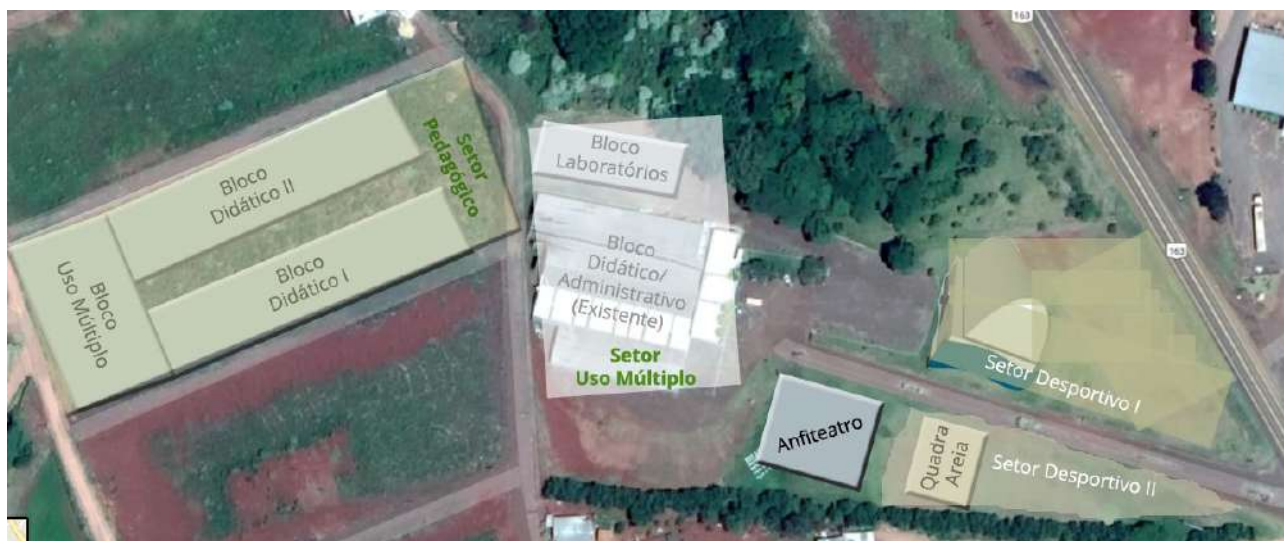 163
Bloco
Laboratórios
Setor
Pedagógico
Bloco
Didático II
Bloco
Didático/
Administrativo
(Existente)
163
Bloco
Uso Múltiplo
Bloco
Didático I
Setor
Uso Múltiplo
Setor Desportivo I
Anfiteatro
Quadra
Areia
Setor Desportivo II